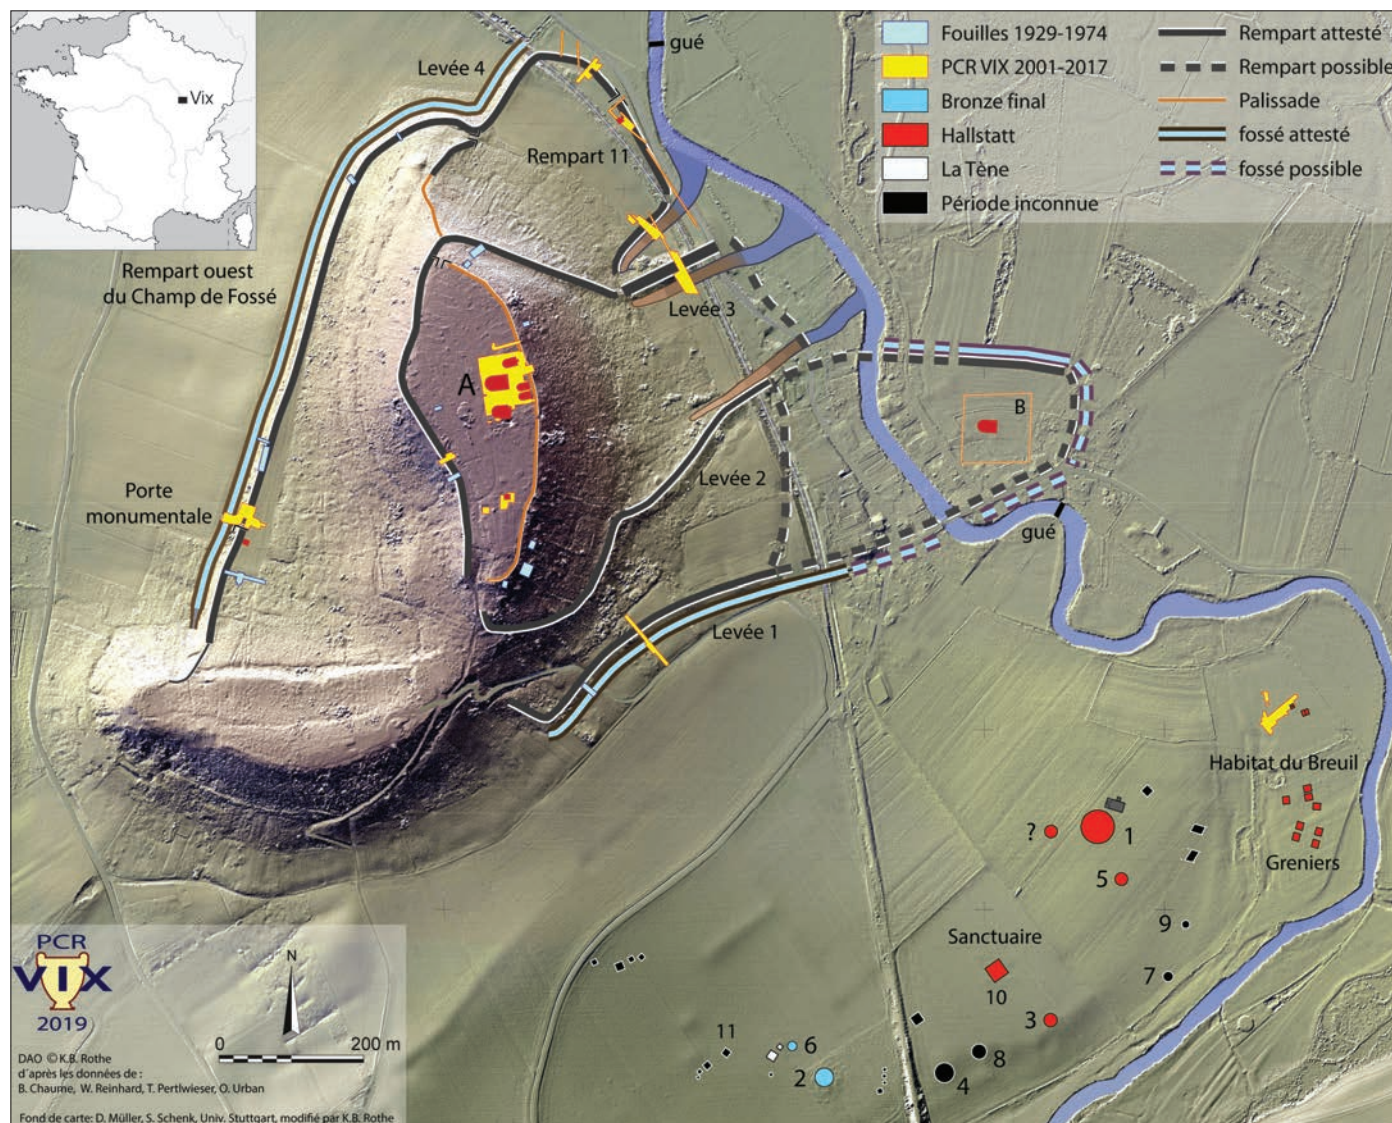 Vix
Fouilles 1929-1974
PCR VIX 2001-2017
Bronze final
Hallstatt
La Tène
Période inconnue
Rempart attesté
Rempart possible
Palissade
fossé attesté
fossé possible
gué
Levée 4
Rempart 11
Rempart ouest
du Champ de Fossé
Levée 3
A
B
Levée 2
Porte
monumentale
gué
Levée 1
Habitat du Breuil
?
1
Greniers
5
9
Sanctuaire
10
7
3
11
6
8
2
4
PCR
VIX
2019
N
0
200 m
DAO © K.B. Rothe
d'après les données de :
B. Chaume, W. Reinhard, T. Pertlwieser, O. Urban
Fond de carte: D. Müller, S. Schenk, Univ. Stuttgart, modifié par K.B. Rothe